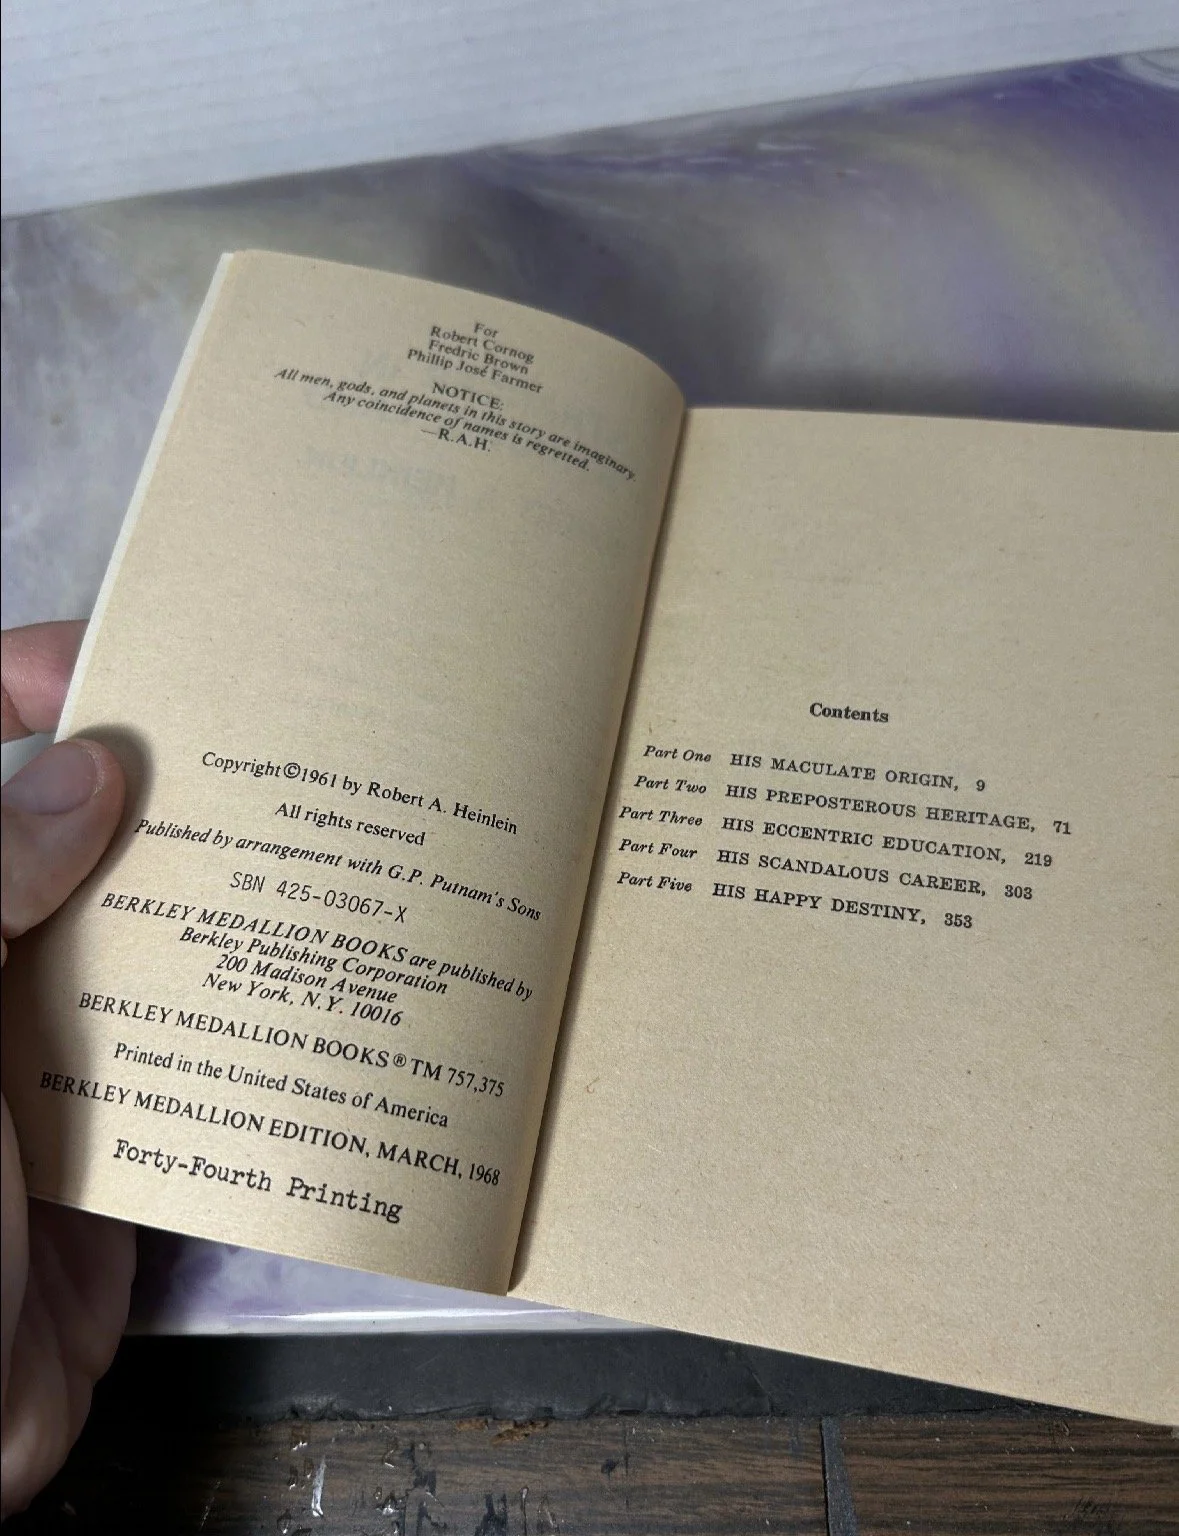 For
Robert Cornog
Fredric Brown
Phillip José Farmer
NOTICE:
All men, gods, and planets in this story are imaginary.
Any coincidence of names is regretted.
—R.A.H.
Copyright ©1961 by Robert A. Heinlein
All rights reserved
Published by arrangement with G.P. Putnam's Sons
SBN 425-03067-X
BERKLEY MEDALLION BOOKS are published by
Berkley Publishing Corporation
200 Madison Avenue
New York, N.Y. 10016
BERKLEY MEDALLION BOOKS ® TM 757,375
Printed in the United States of America
BERKLEY MEDALLION EDITION, MARCH, 1968
Forty-Fourth Printing
Contents
Part One HIS MACULATE ORIGIN, 9
Part Two HIS PREPOSTEROUS HERITAGE, 71
Part Three HIS ECCENTRIC EDUCATION, 219
Part Four HIS SCANDALOUS CAREER, 303
Part Five HIS HAPPY DESTINY, 353